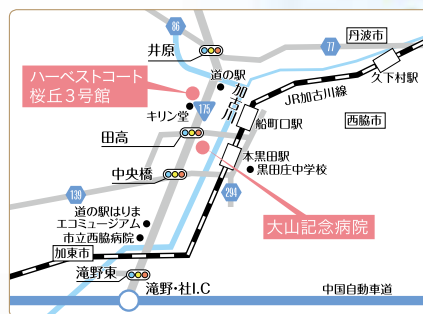 86
丹波市
77
井原
久下村駅
ハーベストコート
桜丘3号館
道の駅
加古川
JR加古川線
175
キリン堂
船町口駅
西脇市
田高
本黒田駅
黒田庄中学校
中央橋
139
294
道の駅はりま
エコミュージアム
大山記念病院
市立西脇病院
加東市
滝野東
滝野・社I.C
中国自動車道